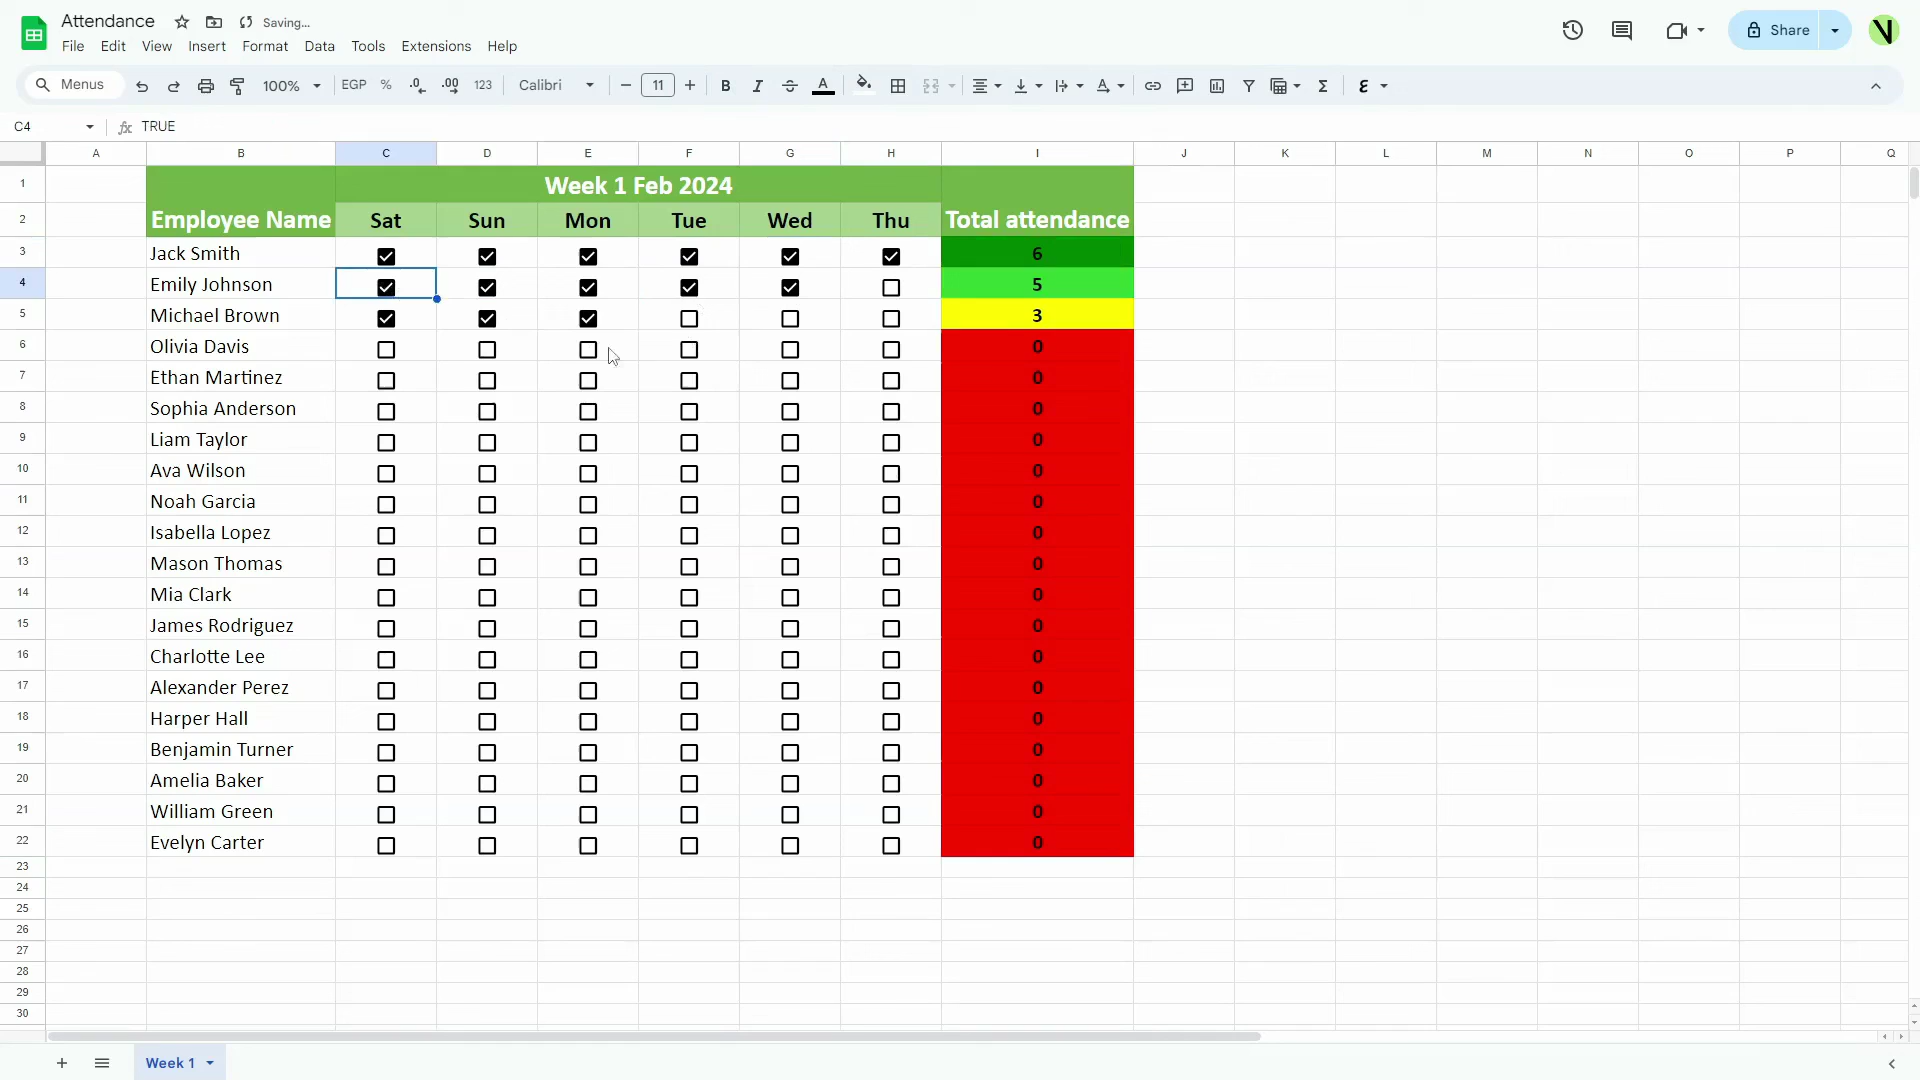 Attendance Saving...
File Edit View Insert Format Data Tools Extensions Help
Share
Menus 100% EGP % .0 .00 123 Calibri 11 B I A Σ ε
C4 fx TRUE
A B C D E F G H I J K L M N O P Q
1 Week 1 Feb 2024
2 Employee Name Sat Sun Mon Tue Wed Thu Total attendance
3 Jack Smith 6
4 Emily Johnson 5
5 Michael Brown 3
6 Olivia Davis 0
7 Ethan Martinez 0
8 Sophia Anderson 0
9 Liam Taylor 0
10 Ava Wilson 0
11 Noah Garcia 0
12 Isabella Lopez 0
13 Mason Thomas 0
14 Mia Clark 0
15 James Rodriguez 0
16 Charlotte Lee 0
17 Alexander Perez 0
18 Harper Hall 0
19 Benjamin Turner 0
20 Amelia Baker 0
21 William Green 0
22 Evelyn Carter 0
23
24
25
26
27
28
29
30
Week 1